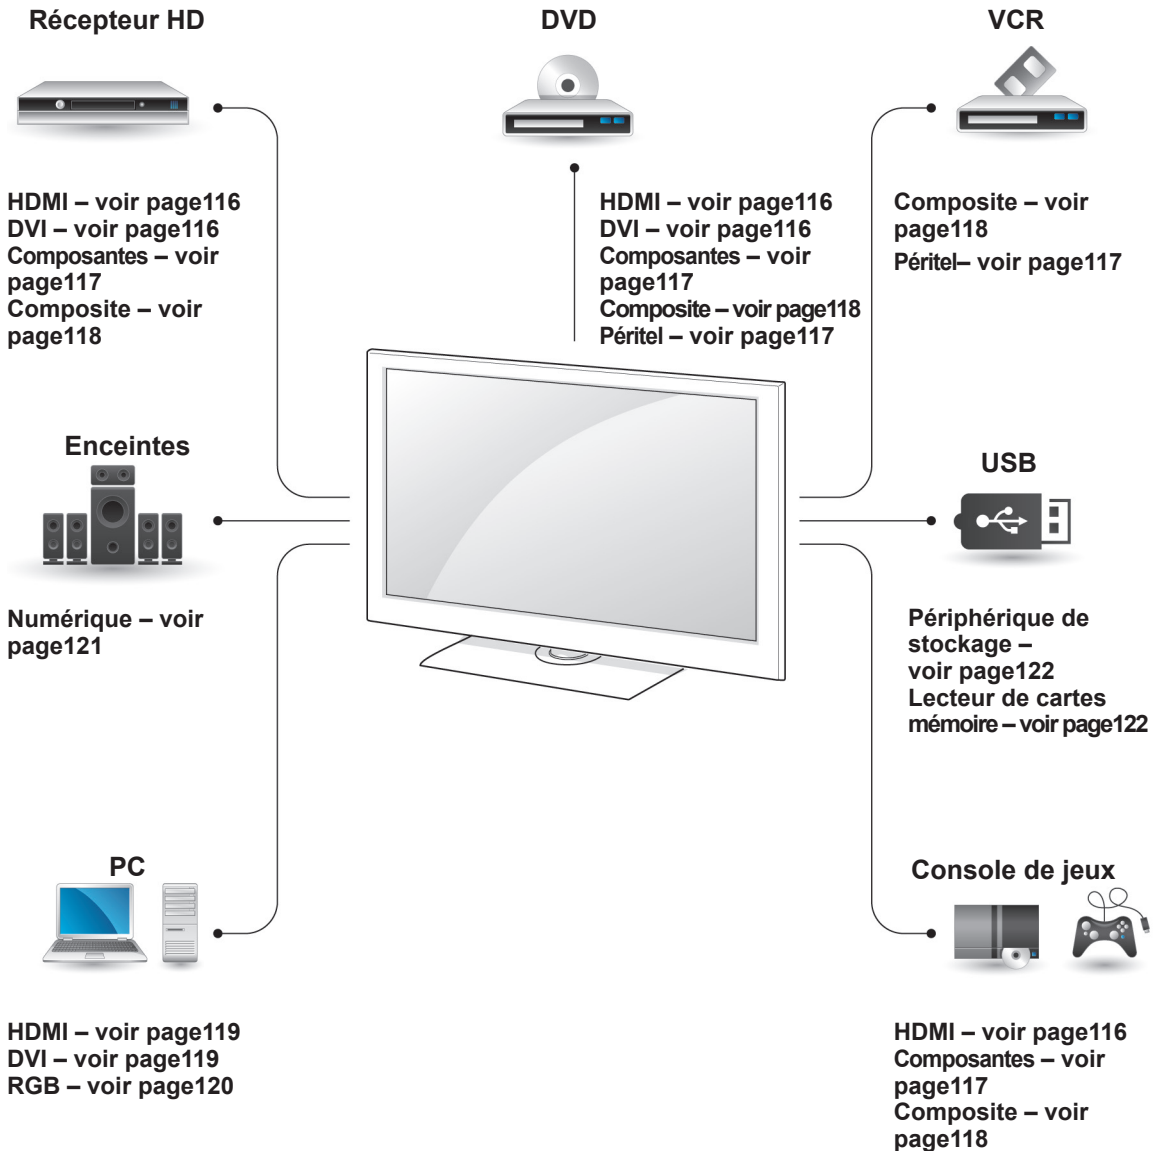 Récepteur HD
HDMI – voir page116
DVI – voir page116
Composantes – voir
page117
Composite – voir
page118
DVD
HDMI – voir page116
DVI – voir page116
Composantes – voir
page117
Composite – voir page118
Péritel – voir page117
VCR
Composite – voir
page118
Péritel– voir page117
Enceintes
Numérique – voir
page121
USB
Périphérique de
stockage –
voir page122
Lecteur de cartes
mémoire – voir page122
PC
HDMI – voir page119
DVI – voir page119
RGB – voir page120
Console de jeux
HDMI – voir page116
Composantes – voir
page117
Composite – voir
page118